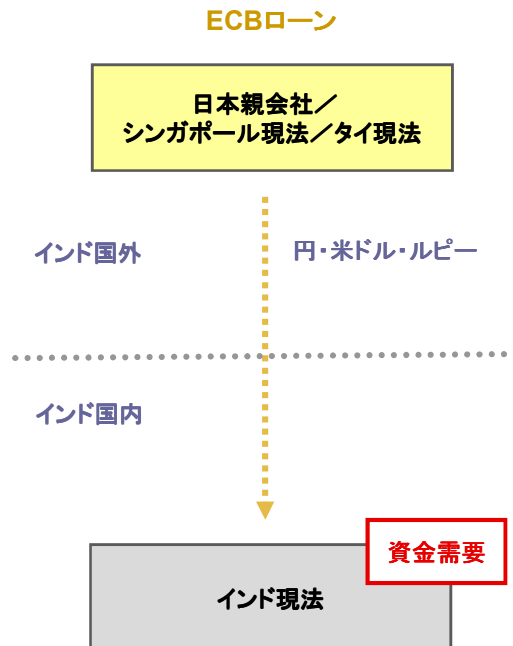 ECBローン
日本親会社／
シンガポール現法／タイ現法
インド国外
円・米ドル・ルピー
インド国内
資金需要
インド現法